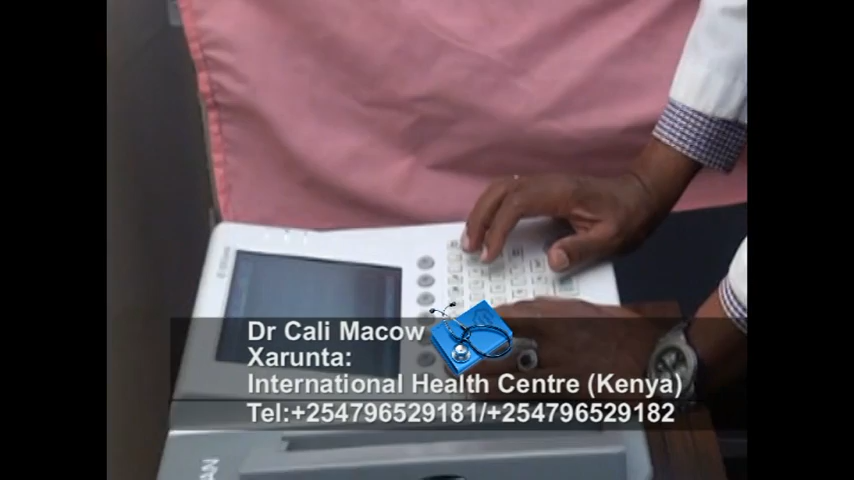 Dr Cali Macow
Xarunta:
International Health Centre (Kenya)
Tel:+254796529181/+254796529182